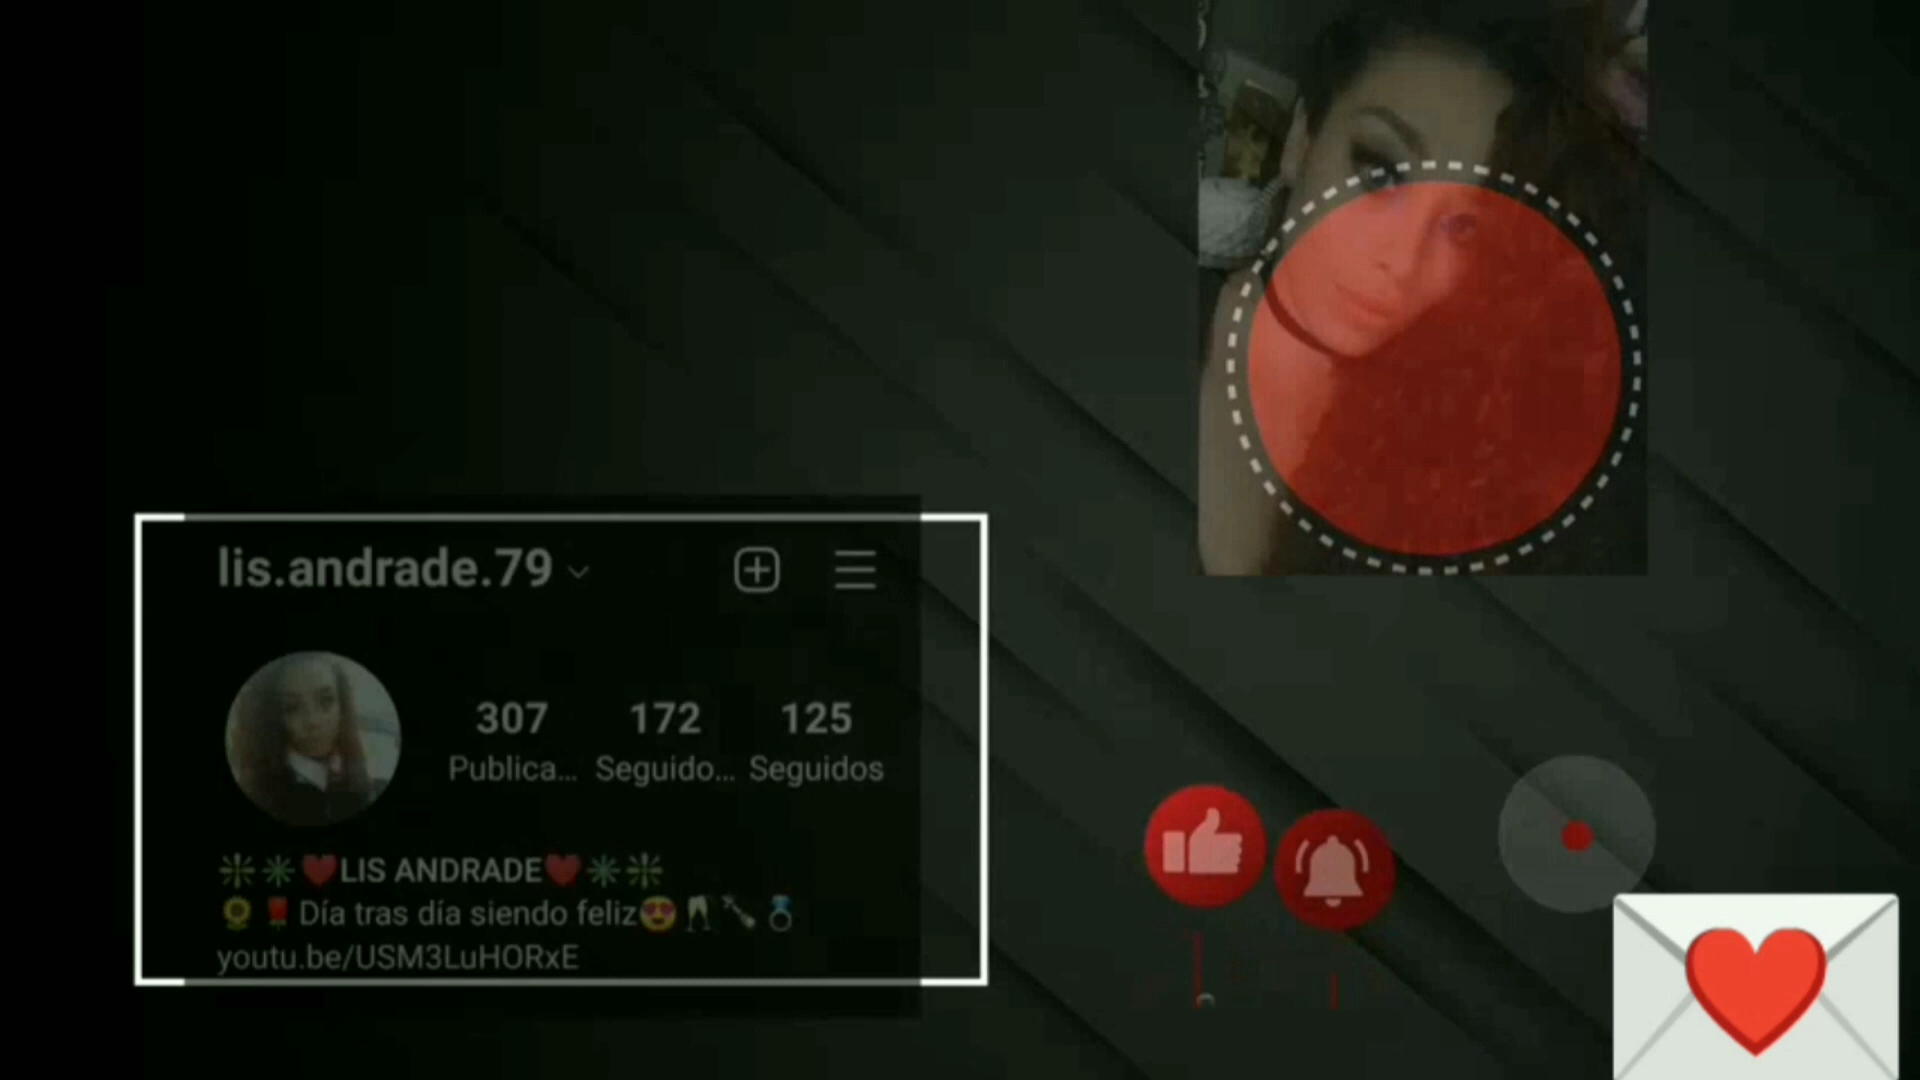 lis.andrade.79
307 172 125
Publica... Seguido... Seguidos
LIS ANDRADE
Día tras día siendo feliz
youtu.be/USM3LuHORxE